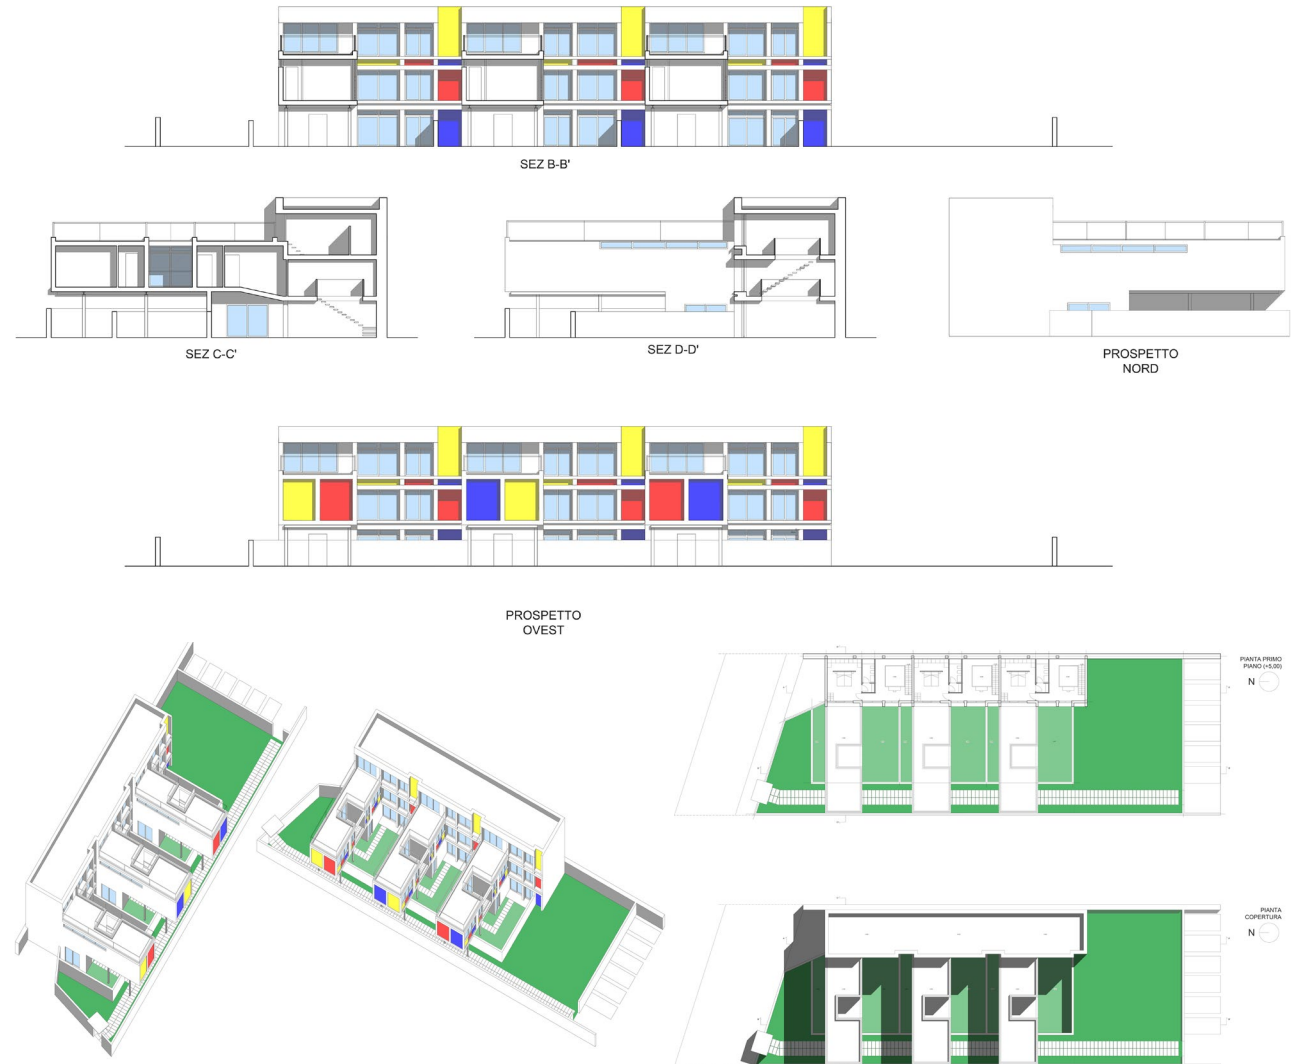 SEZ B-B'
SEZ C-C'
SEZ D-D'
PROSPETTO
NORD
PROSPETTO
OVEST
PIANTA PRIMO
PIANO (+5,00)
N
PIANTA
COPERTURA
N